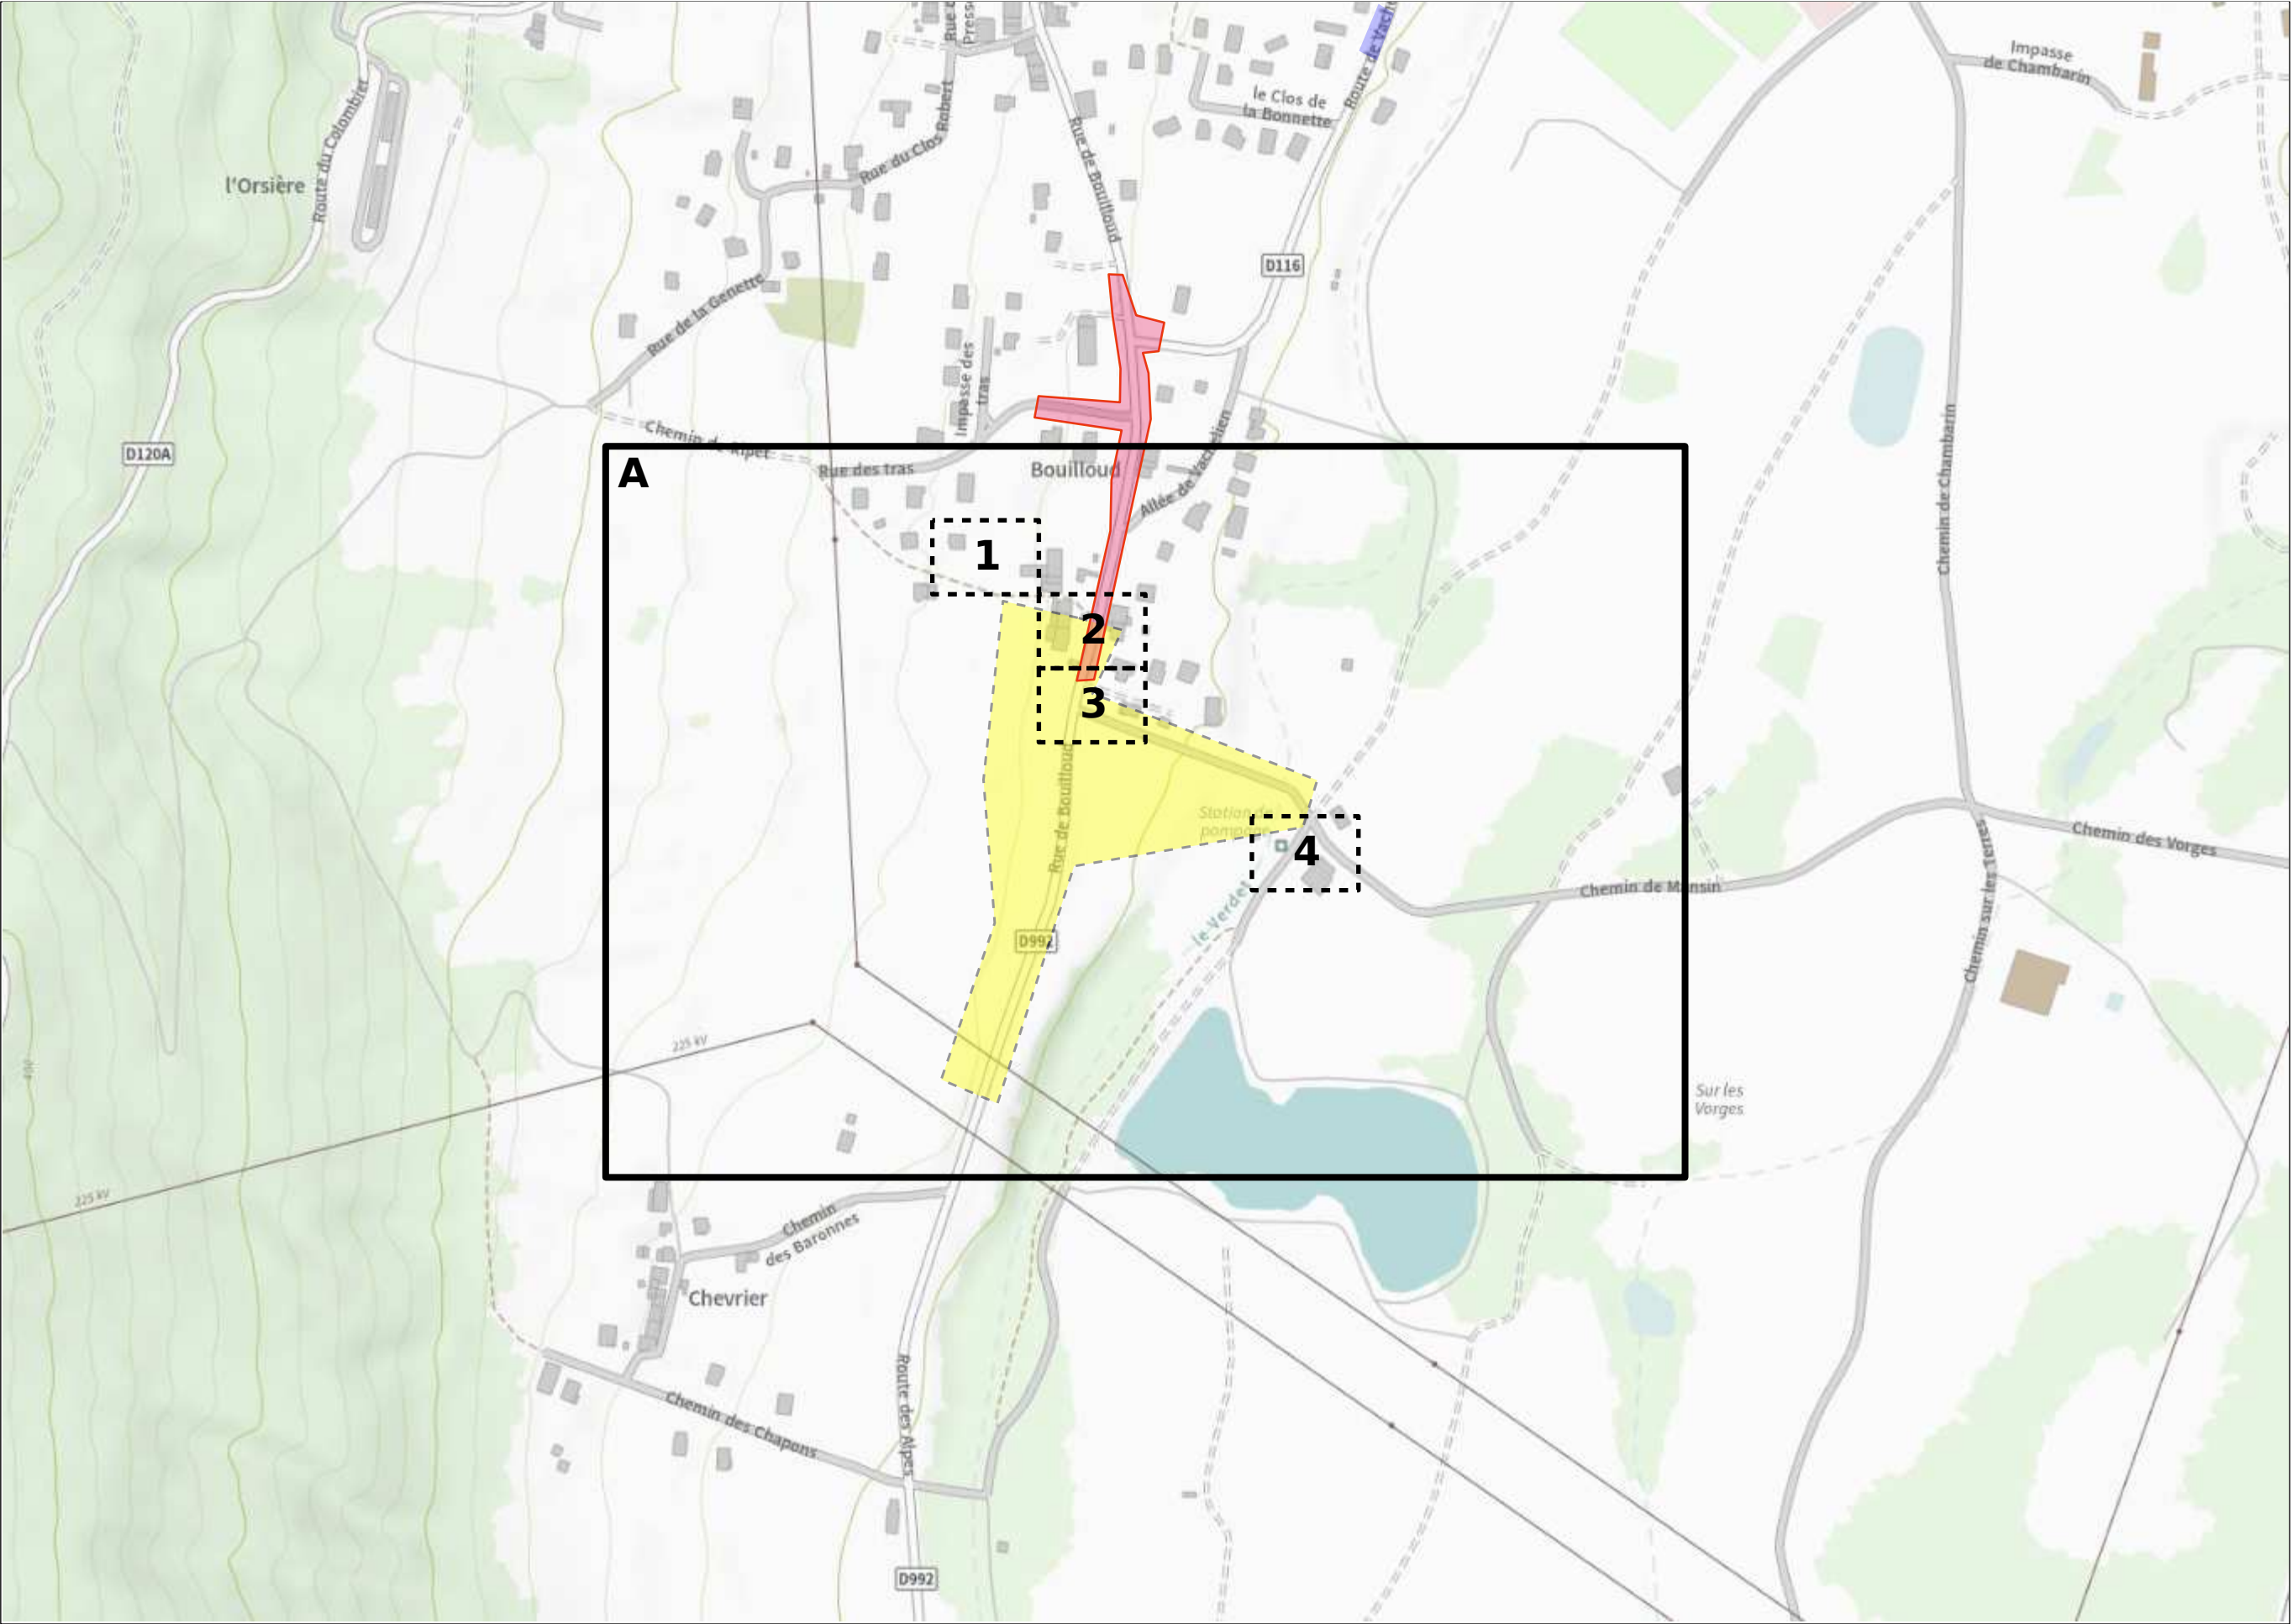 Impasse
de Chambarin
le Clos de
la Bonnette
Route du Colombier
l'Orsière
Rue du Clos Robert
Rue de Bouilloud
D116
Rue de la Genette
Impasse des
tras
Chemin de Ripet
D120A
A
Rue des tras
Bouilloud
Allée de Vachelien
Chemin de Chambarin
1
2
3
Station de
pompage
4
Rue de Bouilloud
Chemin des Vorges
Chemin de Mansin
le Verdet
Chemin sur les Terres
D992
225 kV
400
Sur les
Vorges
225 kV
Chemin
des Baronnes
Chevrier
Route des Alpes
Chemin des Chapons
D992